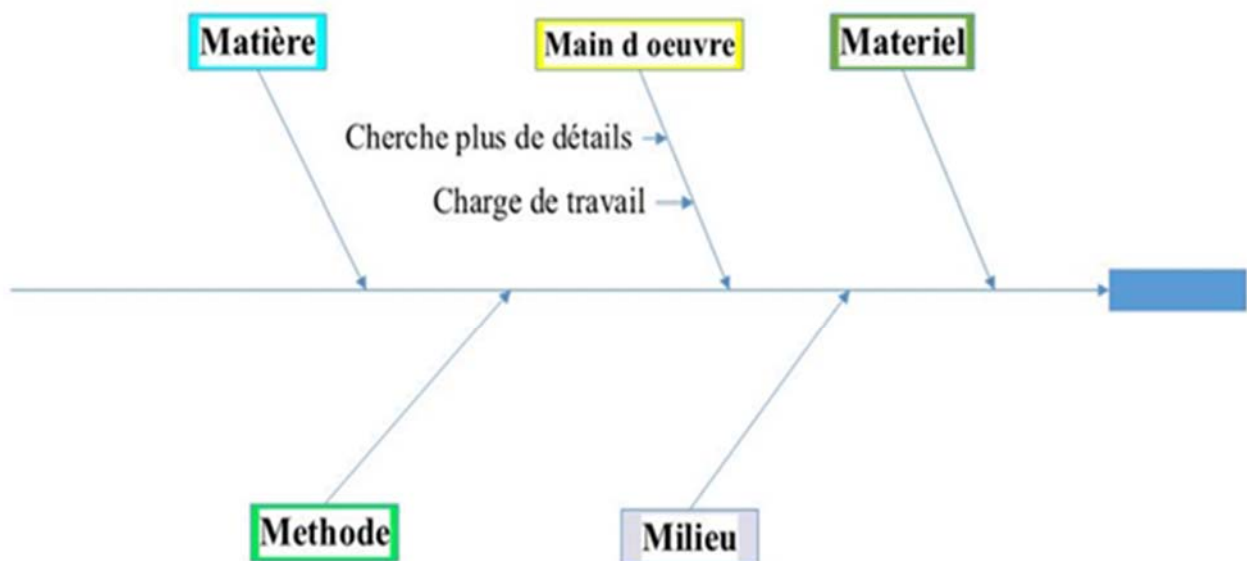 Matière
Main d oeuvre
Materiel
Cherche plus de détails
Charge de travail
Methode
Milieu